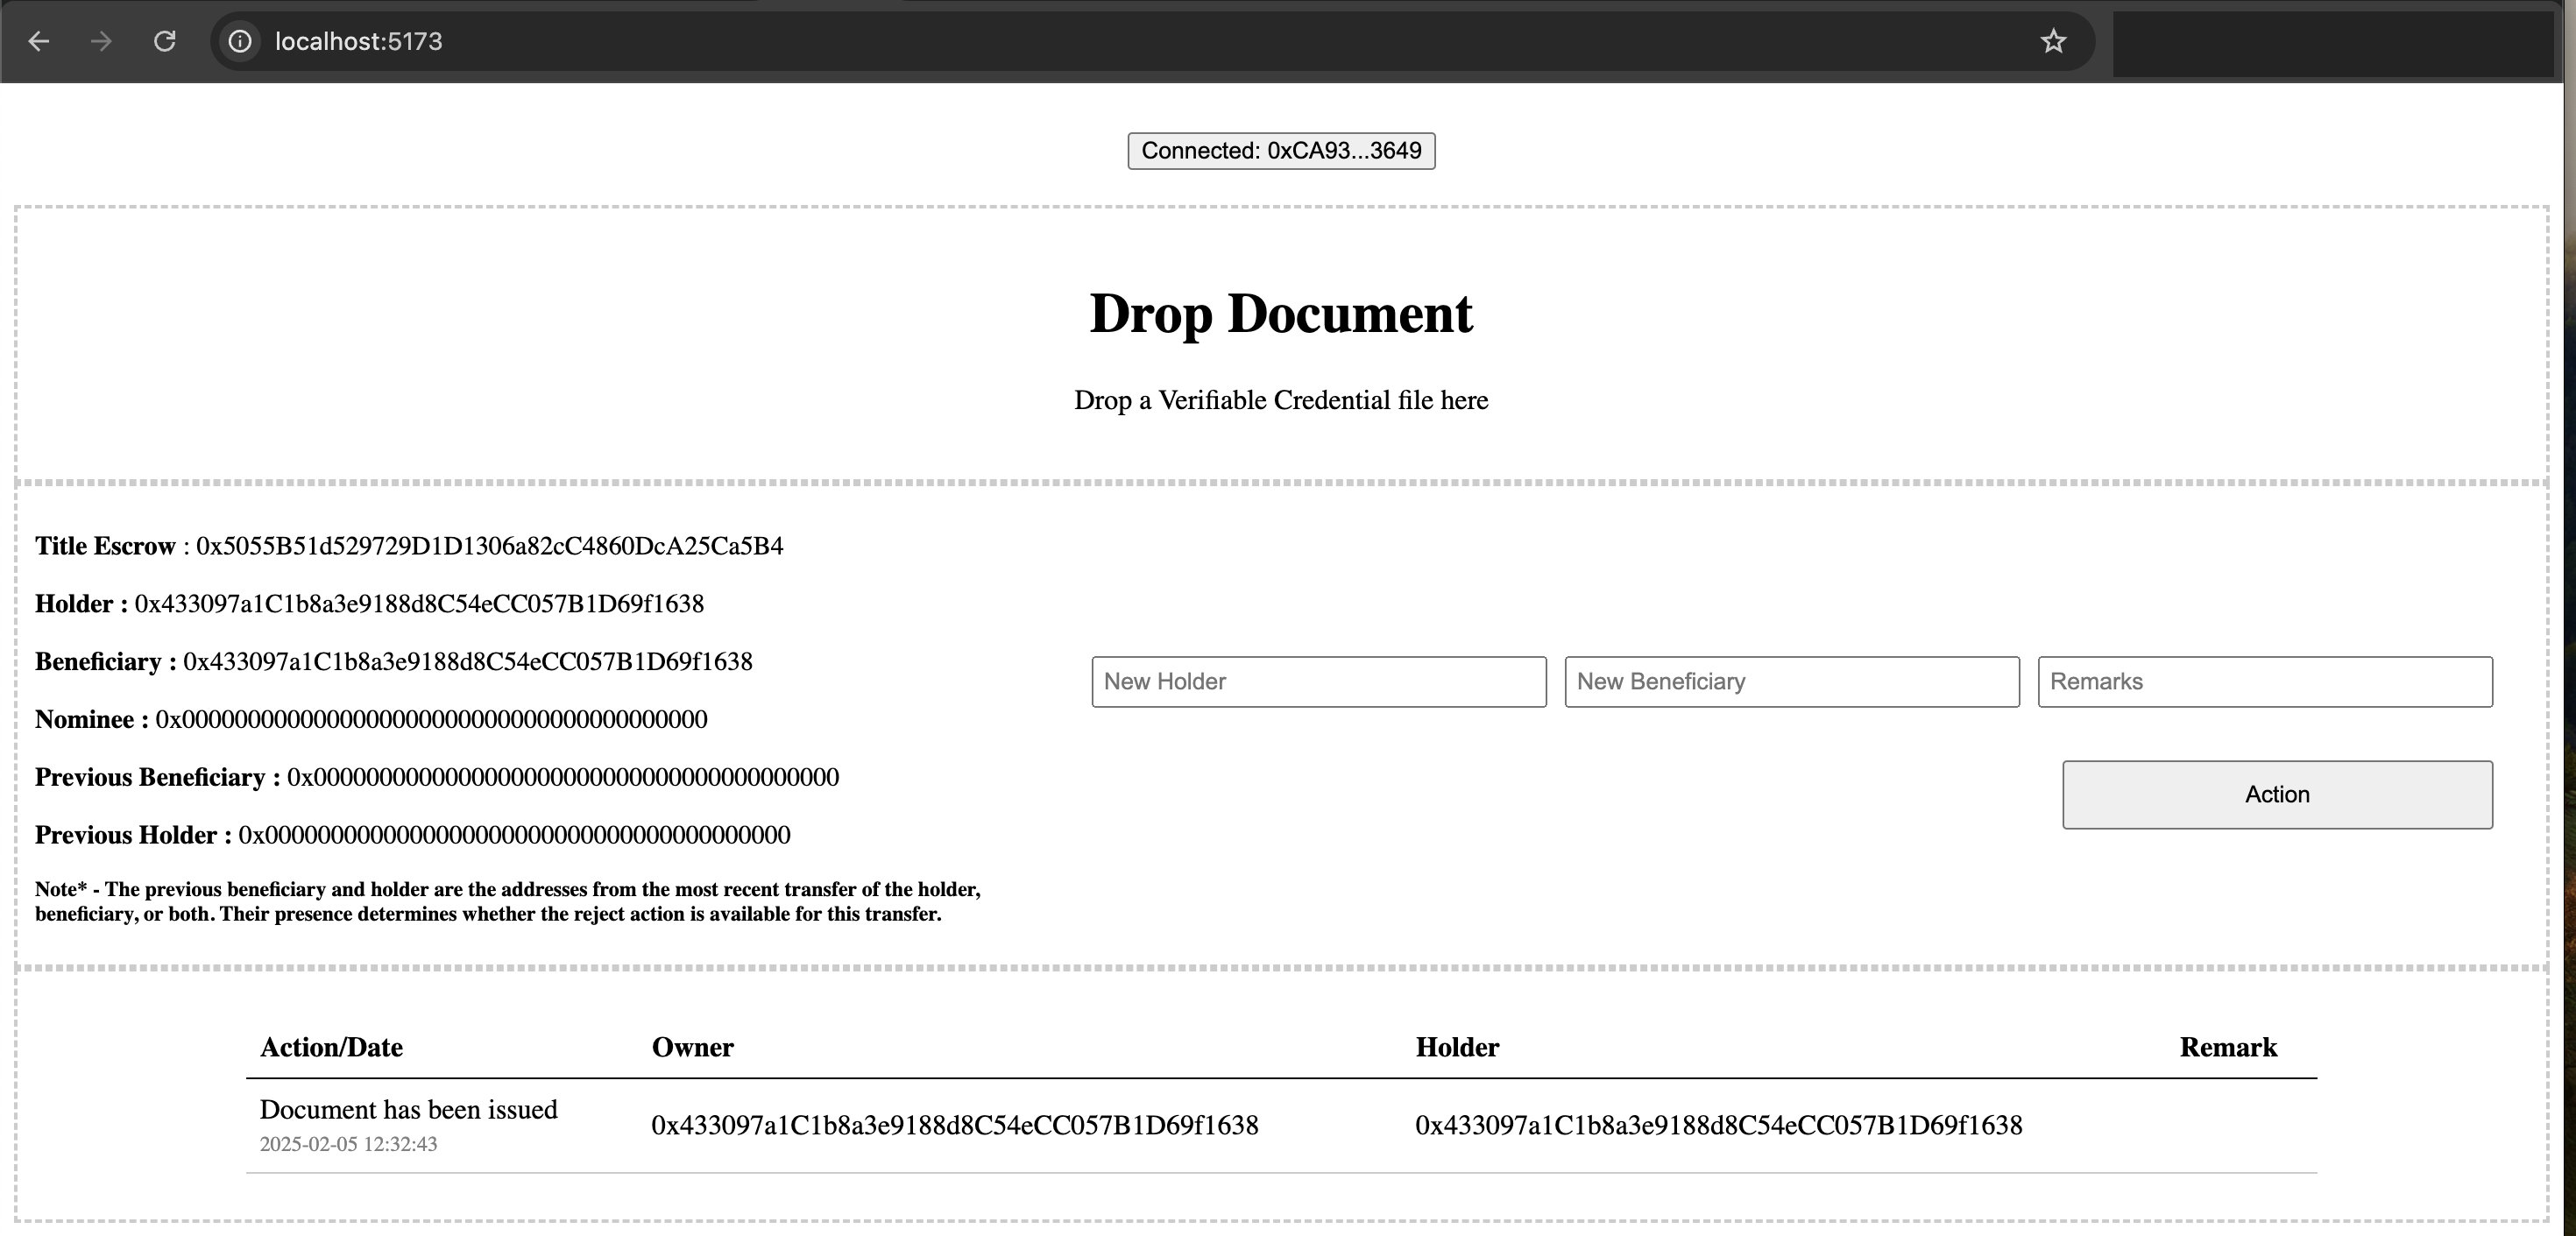 localhost:5173
Connected: 0xCA93...3649
Drop Document
Drop a Verifiable Credential file here
Title Escrow : 0x5055B51d529729D1D1306a82cC4860DcA25Ca5B4
Holder : 0x433097a1C1b8a3e9188d8C54eCC057B1D69f1638
Beneficiary : 0x433097a1C1b8a3e9188d8C54eCC057B1D69f1638
Nominee : 0x0000000000000000000000000000000000000000
Previous Beneficiary : 0x0000000000000000000000000000000000000000
Previous Holder : 0x0000000000000000000000000000000000000000
Note* - The previous beneficiary and holder are the addresses from the most recent transfer of the holder,
beneficiary, or both. Their presence determines whether the reject action is available for this transfer.
New Holder New Beneficiary Remarks
Action
Action/Date Owner Holder Remark
Document has been issued
2025-02-05 12:32:43
0x433097a1C1b8a3e9188d8C54eCC057B1D69f1638 0x433097a1C1b8a3e9188d8C54eCC057B1D69f1638